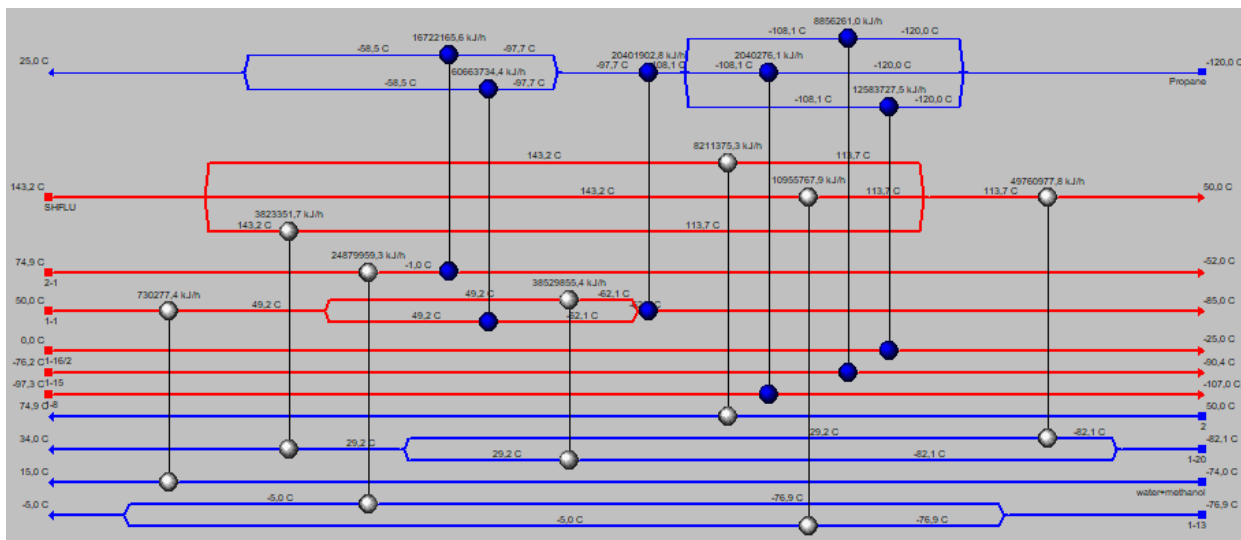 16722165,6 kJ/h
8856261,0 kJ/h
-108,1 C
-120,0 C
-58,5 C
-97,7 C
20401902,8 kJ/h
2040276,1 kJ/h
25,0 C
60663734,4 kJ/h
-97,7 C
-108,1 C
-108,1 C
-120,0 C
-120,0 C
Propane
-58,5 C
-97,7 C
12583727,5 kJ/h
-108,1 C
-120,0 C
8211375,3 kJ/h
143,2 C
113,7 C
143,2 C
10955767,9 kJ/h
49760977,8 kJ/h
143,2 C
113,7 C
113,7 C
50,0 C
SHFLU
3823351,7 kJ/h
143,2 C
113,7 C
74,9 C
24879959,3 kJ/h
-1,0 C
-52,0 C
2-1
50,0 C
730277,4 kJ/h
38529855,4 kJ/h
49,2 C
-62,1 C
49,2 C
-85,0 C
1-1
49,2 C
-62,1 C
0,0 C
-25,0 C
1-16/2
-76,2 C
-90,4 C
1-15
-97,3 C
-107,0 C
1-8
74,9 C
50,0 C
2
34,0 C
29,2 C
-82,1 C
29,2 C
-82,1 C
29,2 C
-82,1 C
1-20
15,0 C
-74,0 C
water+methanol
-5,0 C
-5,0 C
-76,9 C
-76,9 C
-5,0 C
-76,9 C
1-13